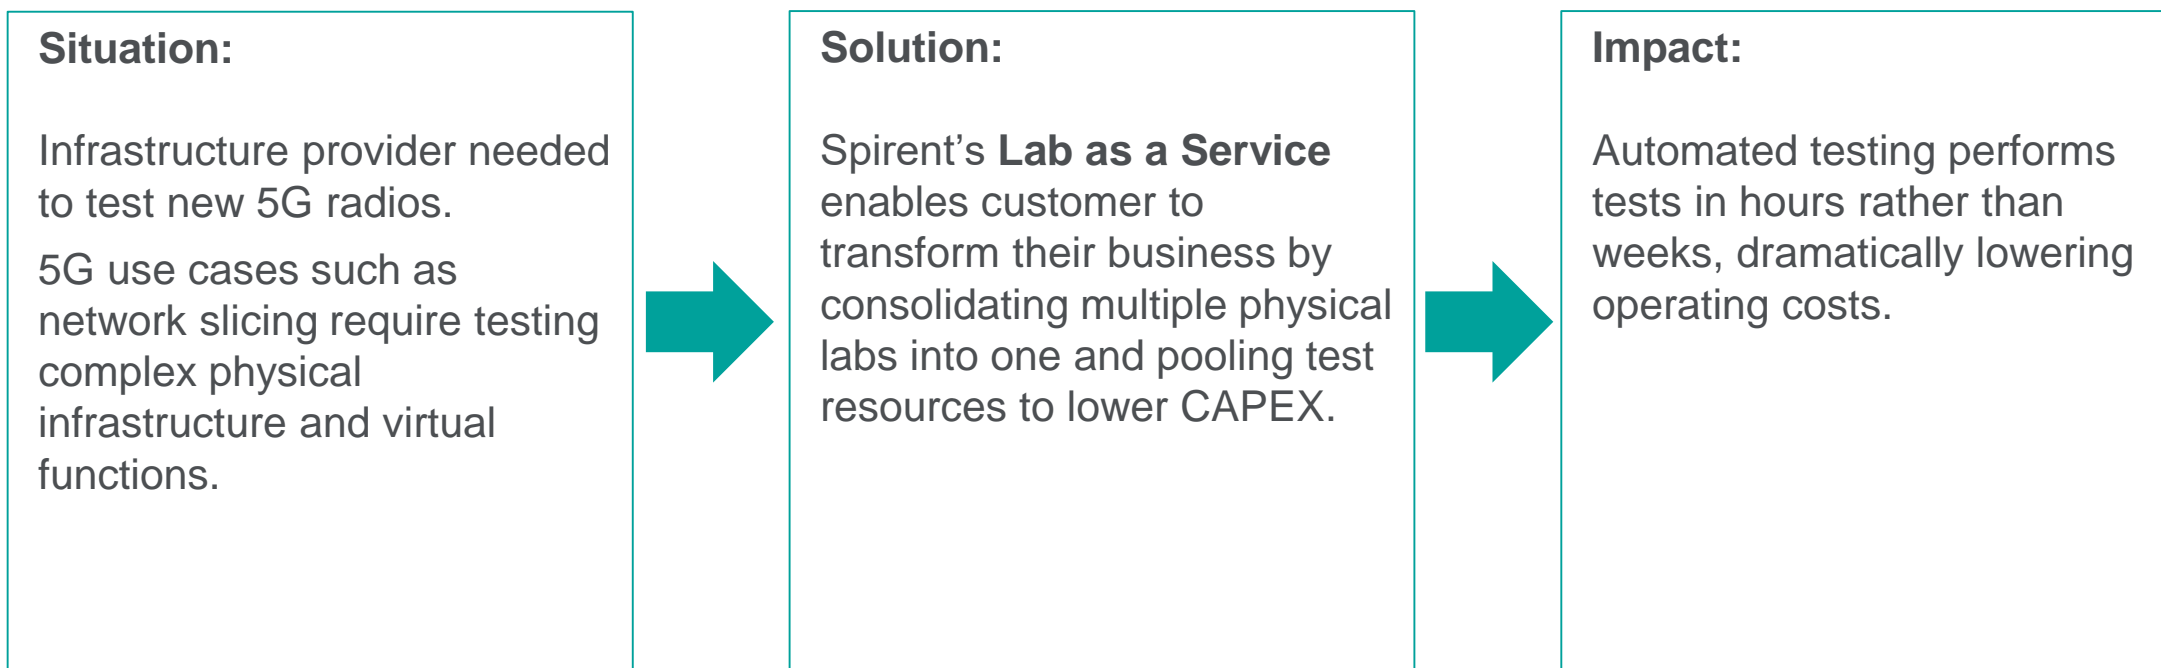 Situation:
Infrastructure provider needed
to test new 5G radios.
5G use cases such as
network slicing require testing
complex physical
infrastructure and virtual
functions.
Solution:
Spirent’s Lab as a Service
enables customer to
transform their business by
consolidating multiple physical
labs into one and pooling test
resources to lower CAPEX.
Impact:
Automated testing performs
tests in hours rather than
weeks, dramatically lowering
operating costs.